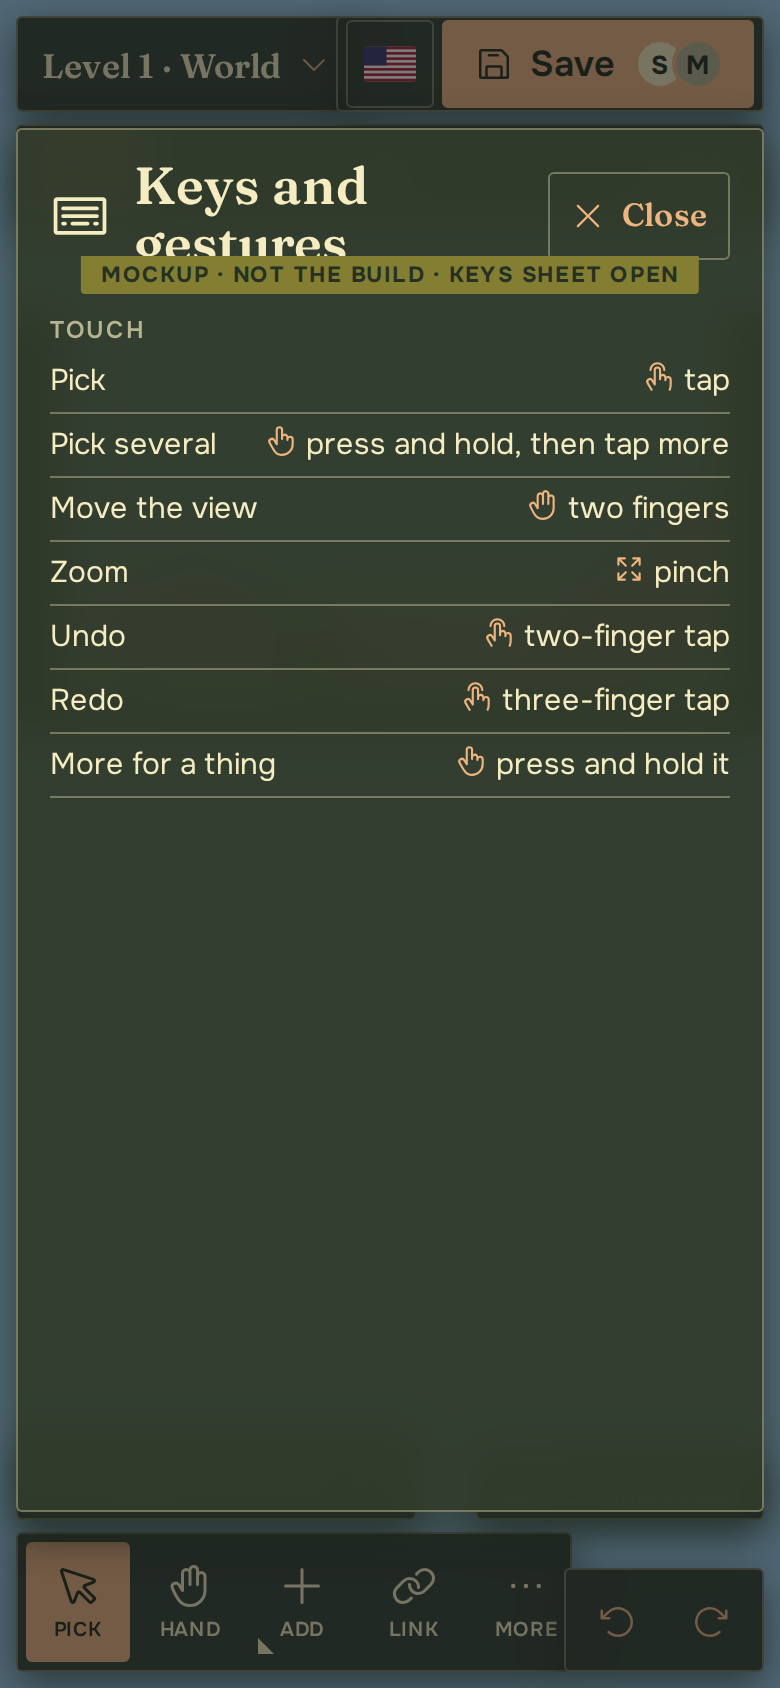 Level 1 · World
Save S M
Keys and
gestures
Close
MOCKUP · NOT THE BUILD · KEYS SHEET OPEN
TOUCH
Pick tap
Pick several press and hold, then tap more
Move the view two fingers
Zoom pinch
Undo two-finger tap
Redo three-finger tap
More for a thing press and hold it
PICK HAND ADD LINK MORE